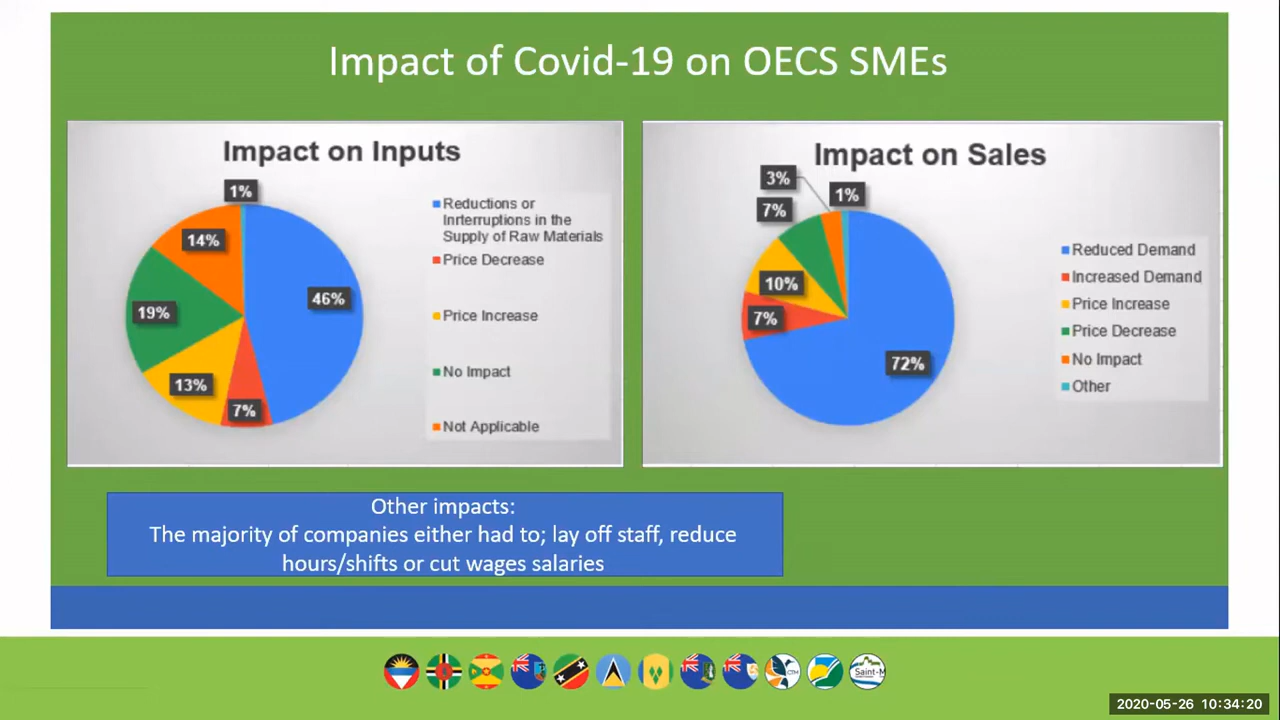 Impact of Covid-19 on OECS SMEs
Impact on Inputs
1%
14%
46%
19%
13%
7%
Reductions or
Inrterruptions in the
Supply of Raw Materials
Price Decrease
Price Increase
No Impact
Not Applicable
Impact on Sales
3%
1%
7%
10%
7%
72%
Reduced Demand
Increased Demand
Price Increase
Price Decrease
No Impact
Other
Other impacts:
The majority of companies either had to; lay off staff, reduce
hours/shifts or cut wages salaries
CTM
Saint-M
2020-05-26 10:34:20